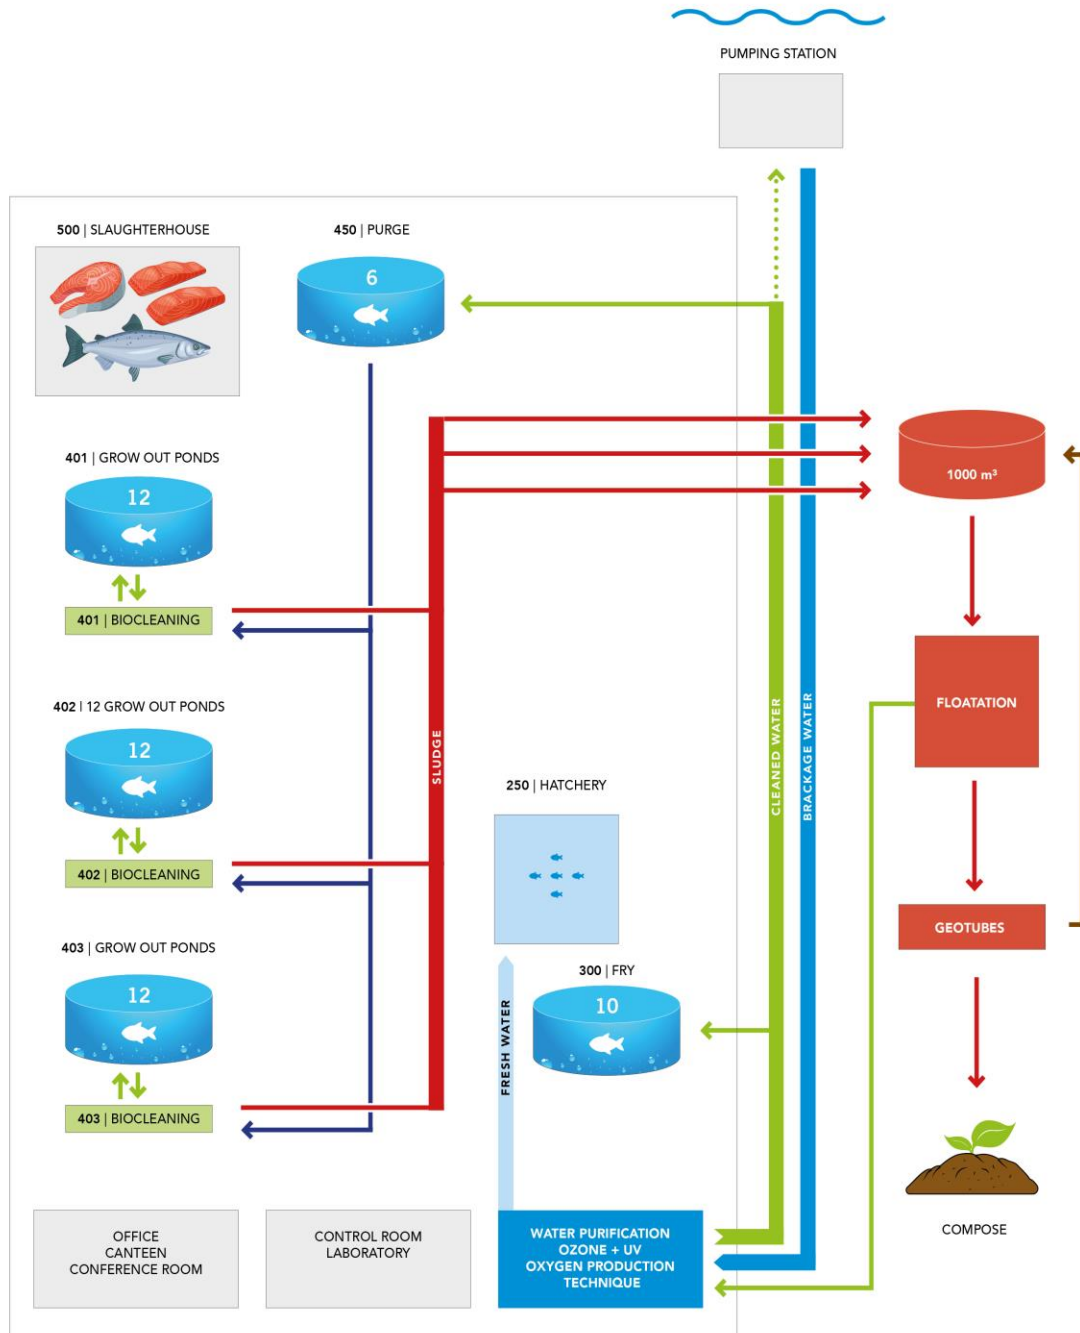 PUMPING STATION
500 | SLAUGHTERHOUSE
450 | PURGE
6
401 | GROW OUT PONDS
12
401 | BIOCLEANING
1000 m³
402 I 12 GROW OUT PONDS
12
402 | BIOCLEANING
SLUDGE
CLEANED WATER
BRACKAGE WATER
FLOATATION
250 | HATCHERY
GEOTUBES
403 | GROW OUT PONDS
12
403 | BIOCLEANING
300 | FRY
10
FRESH WATER
COMPOSE
OFFICE
CANTEEN
CONFERENCE ROOM
CONTROL ROOM
LABORATORY
WATER PURIFICATION
OZONE + UV
OXYGEN PRODUCTION
TECHNIQUE